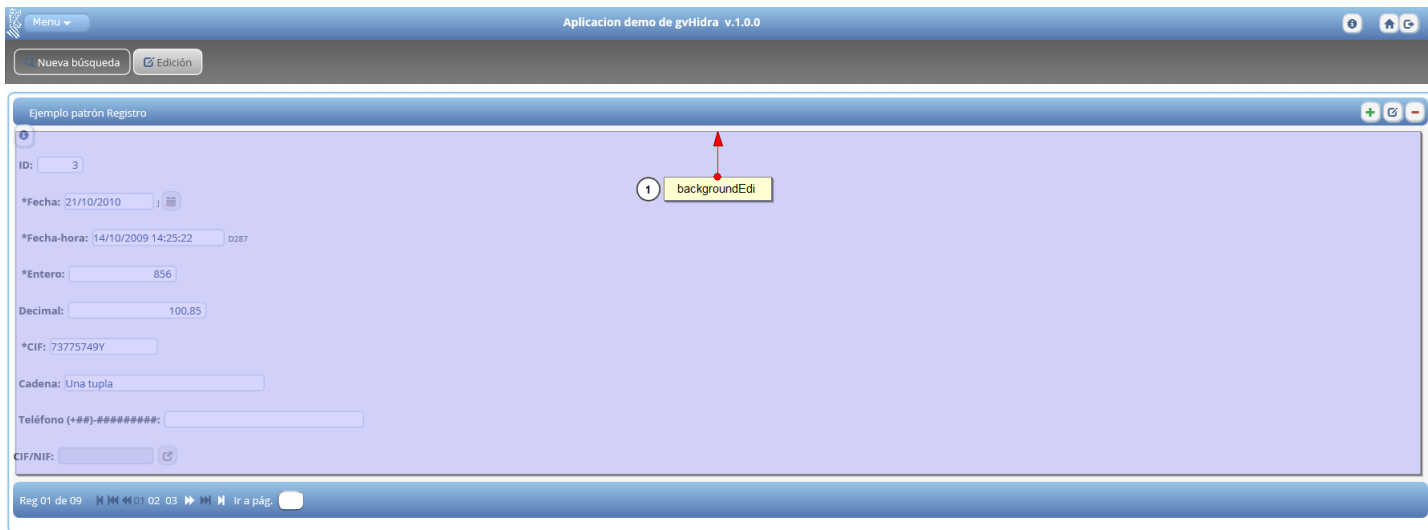 Menu
Aplicacion demo de gvHidra v.1.0.0
Nueva búsqueda
Edición
Ejemplo patrón Registro
ID: 3
*Fecha: 21/10/2010 J
*Fecha-hora: 14/10/2009 14:25:22 D287
1 backgroundEdi
*Entero: 856
Decimal: 100,85
*CIF: 73775749Y
Cadena: Una tupla
Teléfono (+##)-#########:
CIF/NIF:
Reg 01 de 09 01 02 03 Ir a pág.